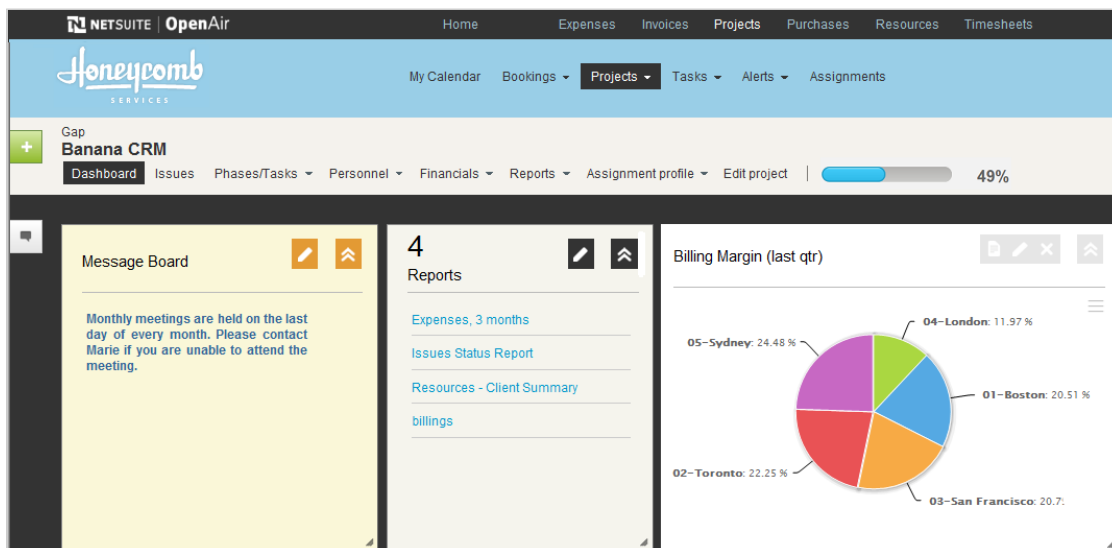 NETSUITE | OpenAir
Home Expenses Invoices Projects Purchases Resources Timesheets
Honeycomb
SERVICES
My Calendar Bookings Projects Tasks Alerts Assignments
Gap
Banana CRM
Dashboard Issues Phases/Tasks Personnel Financials Reports Assignment profile Edit project | 49%
Message Board
Monthly meetings are held on the last
day of every month. Please contact
Marie if you are unable to attend the
meeting.
4
Reports
Expenses, 3 months
Issues Status Report
Resources - Client Summary
billings
Billing Margin (last qtr)
04-London: 11.97 %
05-Sydney: 24.48 %
01-Boston: 20.51 %
02-Toronto: 22.25 %
03-San Francisco: 20.7